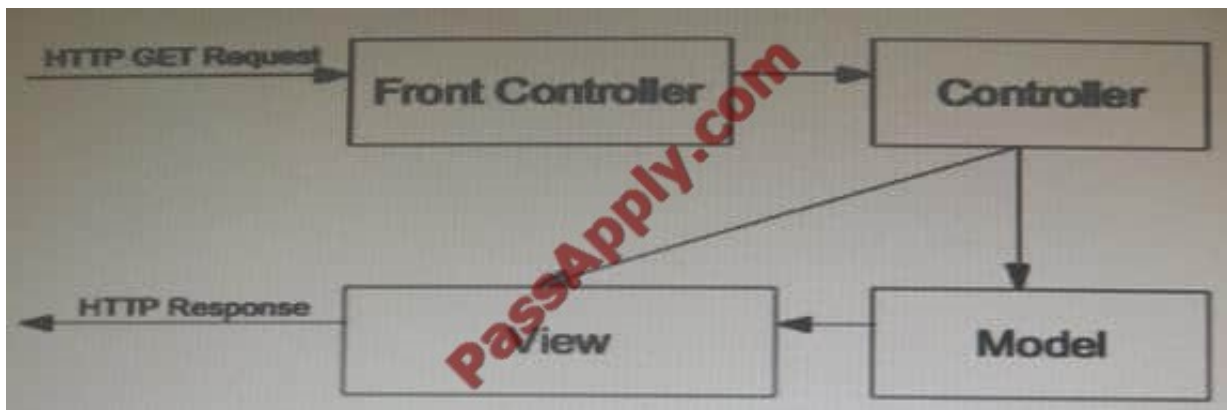 HTTP GET Request
Front Controller
Controller
PassApply.com
HTTP Response
View
Model